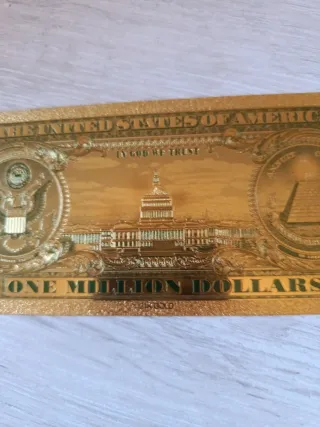 THE UNITED STATES OF AMERICA
IN GOD WE TRUST
ONE MILLION DOLLARS